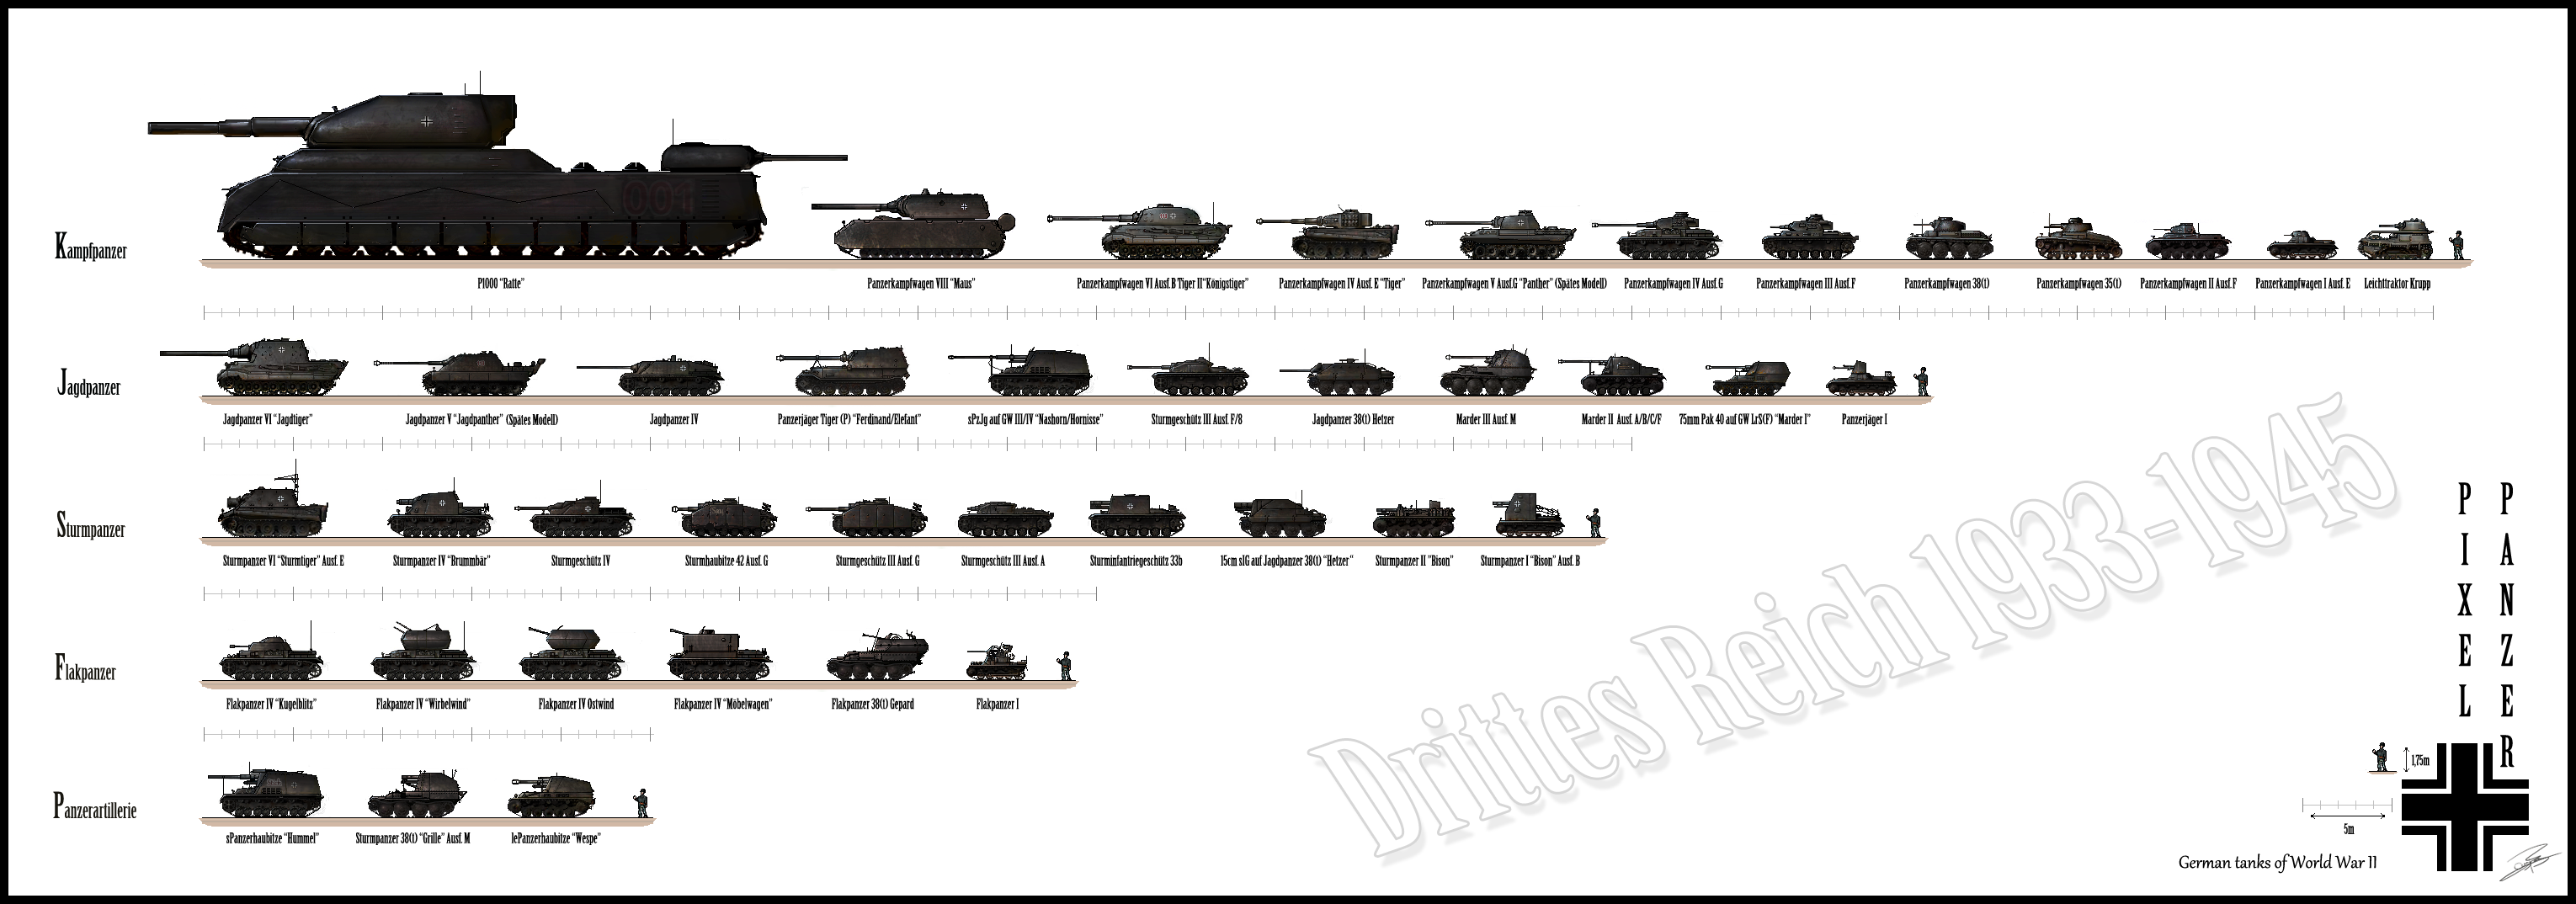 Kampfpanzer
001
P1000 "Ratte"
Panzerkampfwagen VIII "Maus"
Panzerkampfwagen VI Ausf.B Tiger II"Königstiger"
Panzerkampfwagen IV Ausf. E "Tiger"
Panzerkampfwagen V Ausf.G "Panther" (Spätes Modell)
Panzerkampfwagen IV Ausf.G
Panzerkampfwagen III Ausf.F
Panzerkampfwagen 38(t)
Panzerkampfwagen 35(t)
Panzerkampfwagen II Ausf.F
Panzerkampfwagen I Ausf. E
Leichttraktor Krupp
Jagdpanzer
Jagdpanzer VI "Jagdtiger"
Jagdpanzer V "Jagdpanther" (Spätes Modell)
Jagdpanzer IV
Panzerjäger Tiger (P) "Ferdinand/Elefant"
sPzJg auf GW III/IV "Nashorn/Hornisse"
Sturmgeschütz III Ausf. F/8
Jagdpanzer 38(t) Hetzer
Marder III Ausf. M
Marder II Ausf. A/B/C/F
75mm Pak 40 auf GW LrS(F) "Marder I"
Panzerjäger I
Sturmpanzer
Sturmpanzer VI "Sturmtiger" Ausf. E
Sturmpanzer IV "Brummbär"
Sturmgeschütz IV
Sturmhaubitze 42 Ausf. G
Sturmgeschütz III Ausf. G
Sturmgeschütz III Ausf. A
Sturminfantriegeschütz 33b
15cm sIG auf Jagdpanzer 38(t) "Hetzer"
Sturmpanzer II "Bison"
Sturmpanzer I "Bison" Ausf. B
Flakpanzer
Flakpanzer IV "Kugelblitz"
Flakpanzer IV "Wirbelwind"
Flakpanzer IV Ostwind
Flakpanzer IV "Möbelwagen"
Flakpanzer 38(t) Gepard
Flakpanzer I
Panzerartillerie
sPanzerhaubitze "Hummel"
Sturmpanzer 38(t) "Grille" Ausf. M
lePanzerhaubitze "Wespe"
Drittes Reich 1933-1945
PIXEL
PANZER
1,75m
5m
German tanks of World War II